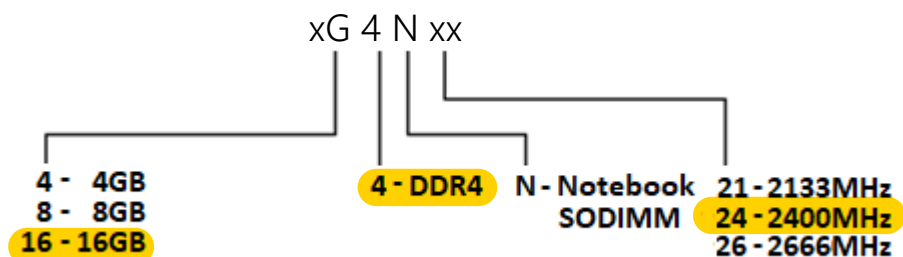 xG 4 N xx
4 - 4GB
8 - 8GB
16 - 16GB
4 - DDR4
N - Notebook
SODIMM
21 - 2133MHz
24 - 2400MHz
26 - 2666MHz